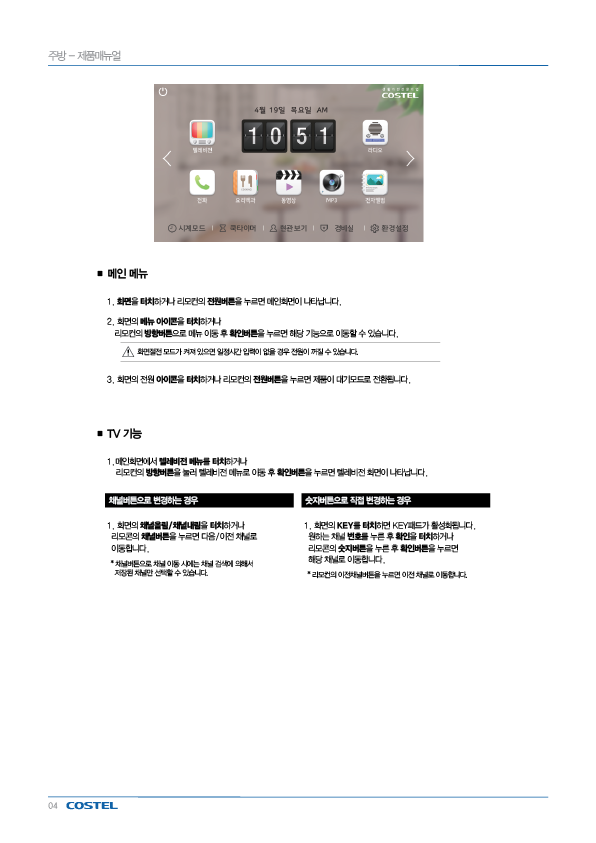 주방 - 제품매뉴얼
생활가전전문기업
COSTEL
4월 19일 목요일 AM
10 51
텔레비전
라디오
전화
요리백과
동영상
MP3
전자앨범
시계모드
쿡타이머
현관보기
경비실
환경설정
■ 메인 메뉴
1. 화면을 터치하거나 리모컨의 전원버튼을 누르면 메인화면이 나타납니다.
2. 화면의 메뉴 아이콘을 터치하거나
리모컨의 방향버튼으로 메뉴 이동 후 확인버튼을 누르면 해당 기능으로 이동할 수 있습니다.
화면절전 모드가 켜져 있으면 일정시간 입력이 없을 경우 전원이 꺼질 수 있습니다.
3. 화면의 전원 아이콘을 터치하거나 리모컨의 전원버튼을 누르면 제품이 대기모드로 전환됩니다.
■ TV 기능
1.메인화면에서 텔레비전 메뉴를 터치하거나
리모컨의 방향버튼을 눌러 텔레비전 메뉴로 이동 후 확인버튼을 누르면 텔레비전 화면이 나타납니다.
채널버튼으로 변경하는 경우
1. 화면의 채널올림/채널내림을 터치하거나
리모콘의 채널버튼을 누르면 다음/이전 채널로
이동합니다.
* 채널버튼으로 채널 이동 시에는 채널 검색에 의해서
저장된 채널만 선택할 수 있습니다.
숫자버튼으로 직접 변경하는 경우
1. 화면의 KEY를 터치하면 KEY패드가 활성화됩니다.
원하는 채널 번호를 누른 후 확인을 터치하거나
리모콘의 숫자버튼을 누른 후 확인버튼을 누르면
해당 채널로 이동합니다.
* 리모컨의 이전채널버튼을 누르면 이전 채널로 이동합니다.
04 COSTEL